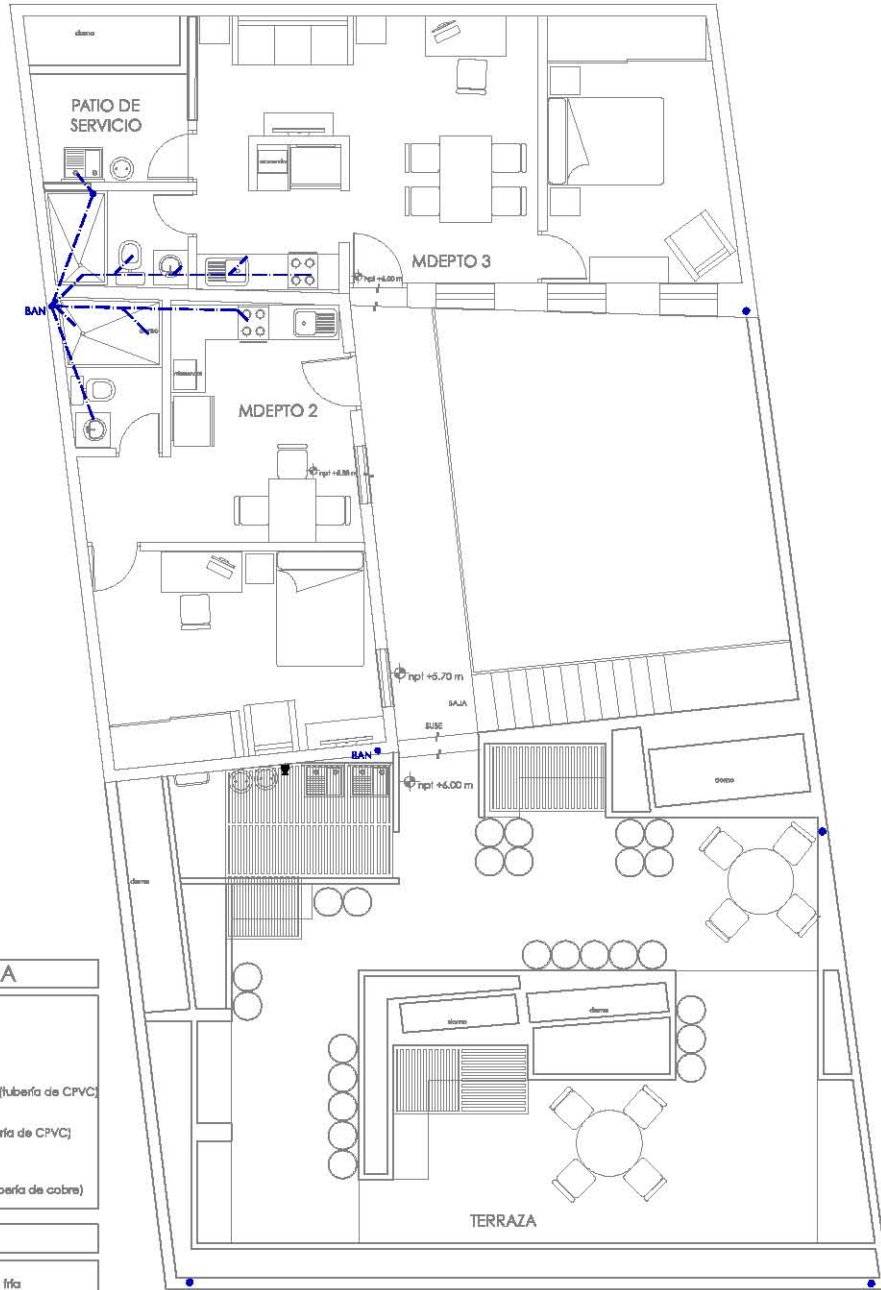 domo
PATIO DE
SERVICIO
MDEPTO 3
npt +6.00 m
BAN
domo
MDEPTO 2
BAJA
npt +5.70 m
SUBE
BAN
npt +6.00 m
domo
domo
domo
domo
TERRAZA
A
(tubería de CPVC)
ría de CPVC)
bería de cobre)
fría